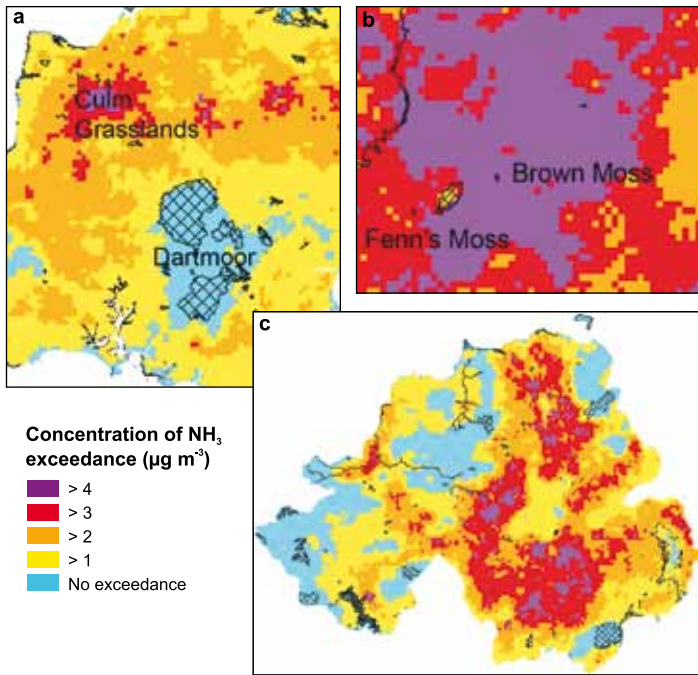 a
Culm
Grasslands
Dartmoor
b
Brown Moss
Fenn's Moss
c
Concentration of NH₃
exceedance (µg m⁻³)
> 4
> 3
> 2
> 1
No exceedance